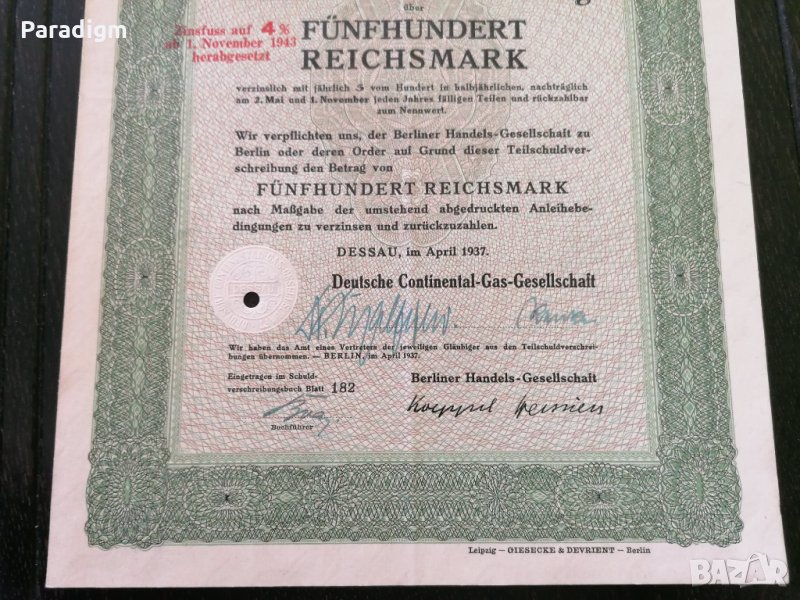 Paradigm
über
Zinsfuss auf 4%
ab 1. November 1943
herabgesetzt
FÜNFHUNDERT
REICHSMARK
verzinslich mit jährlich 5 vom Hundert in halbjährlichen, nachträglich
am 2. Mai und 1. November jeden Jahres fälligen Teilen und rückzahlbar
zum Nennwert.
Wir verpflichten uns, der Berliner Handels-Gesellschaft zu
Berlin oder deren Order auf Grund dieser Teilschuldver-
schreibung den Betrag von
FÜNFHUNDERT REICHSMARK
nach Maßgabe der umstehend abgedruckten Anleihebe-
dingungen zu verzinsen und zurückzuzahlen.
DESSAU, im April 1937.
Deutsche Continental-Gas-Gesellschaft
Wir haben das Amt eines Vertreters der jeweiligen Gläubiger aus den Teilschuldverschrei-
bungen übernommen. — BERLIN, im April 1937.
Eingetragen im Schuld-
verschreibungsbuch Blatt 182
Berliner Handels-Gesellschaft
Buchführer
Leipzig — GIESECKE & DEVRIENT — Berlin
BAZAR